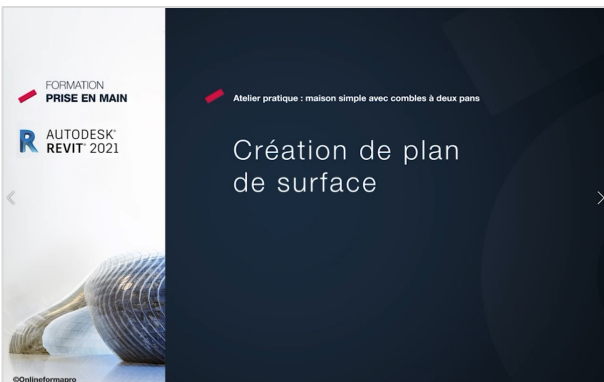 FORMATION
PRISE EN MAIN
AUTODESK®
REVIT® 2021
Atelier pratique : maison simple avec combles à deux pans
Création de plan
de surface
©Onlineformapro